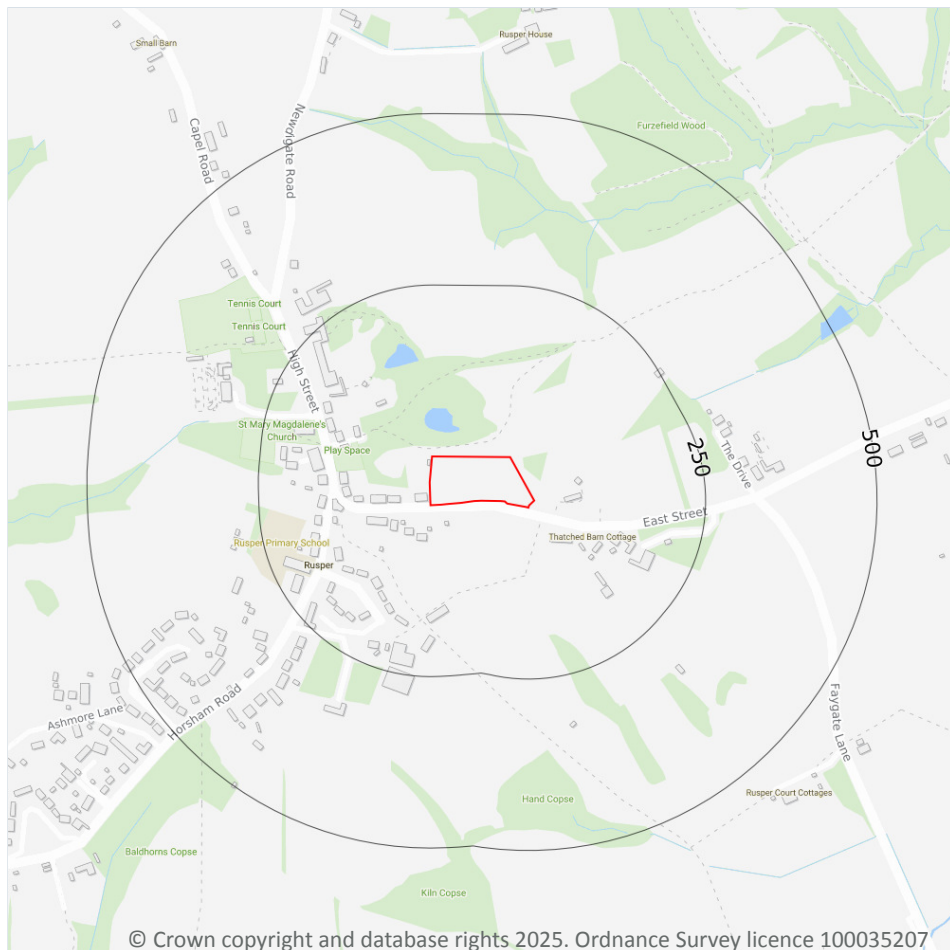 Small Barn
Rusper House
Newdigate Road
Capel Road
Furzefield Wood
Tennis Court
Tennis Court
High Street
St Mary Magdalene's
Church
Play Space
250
500
The Drive
East Street
Thatched Barn Cottage
Rusper Primary School
Rusper
Ashmore Lane
Horsham Road
Faygate Lane
Rusper Court Cottages
Hand Copse
Baldhorns Copse
Kiln Copse
© Crown copyright and database rights 2025. Ordnance Survey licence 100035207